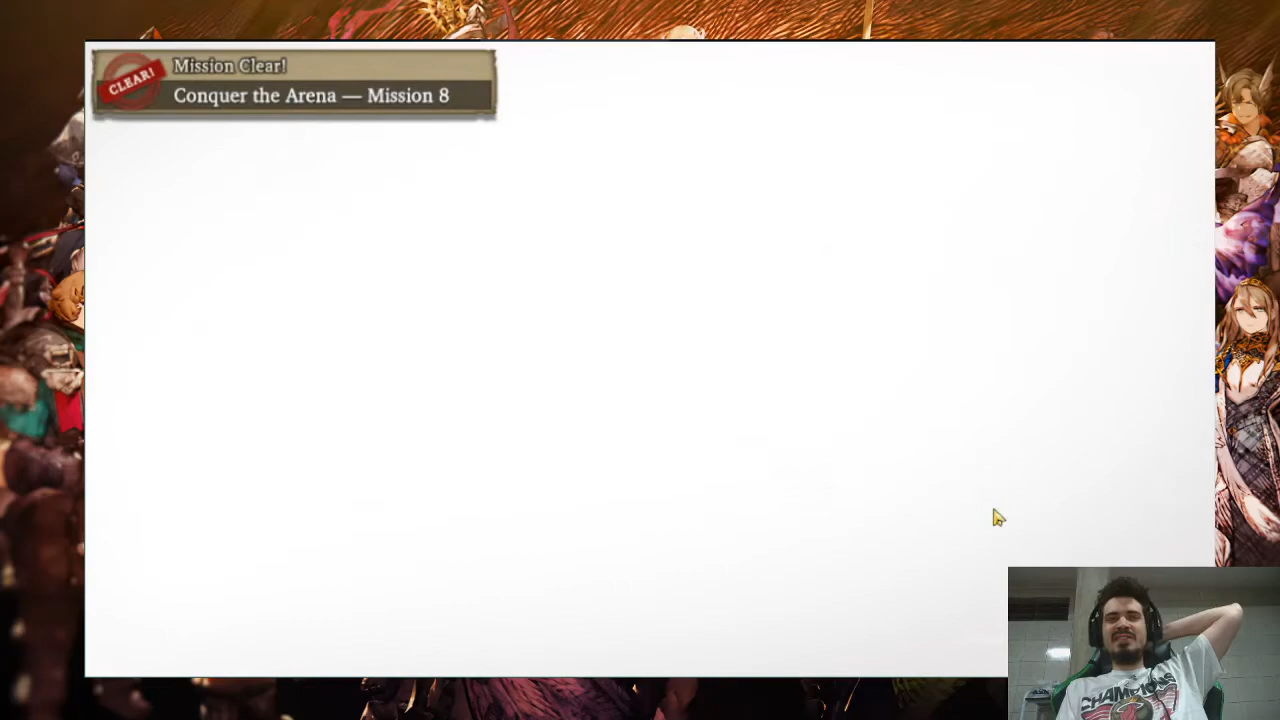 CLEAR!
Mission Clear!
Conquer the Arena — Mission 8
CHAMPIONS